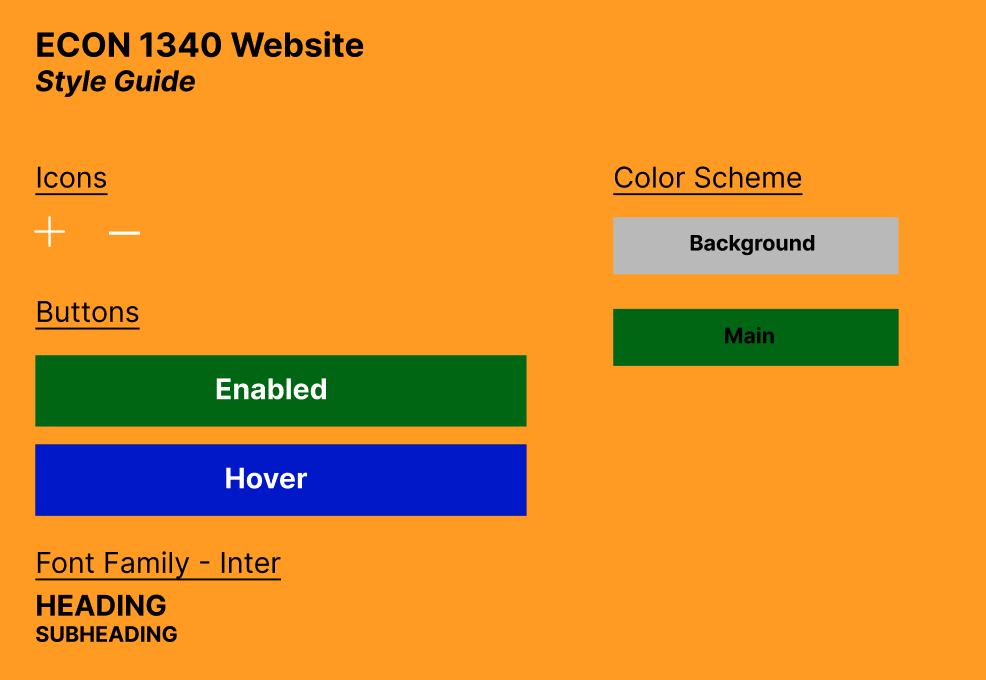 ECON 1340 Website
Style Guide
Icons
Buttons
Enabled
Hover
Font Family - Inter
HEADING
SUBHEADING
Color Scheme
Background
Main